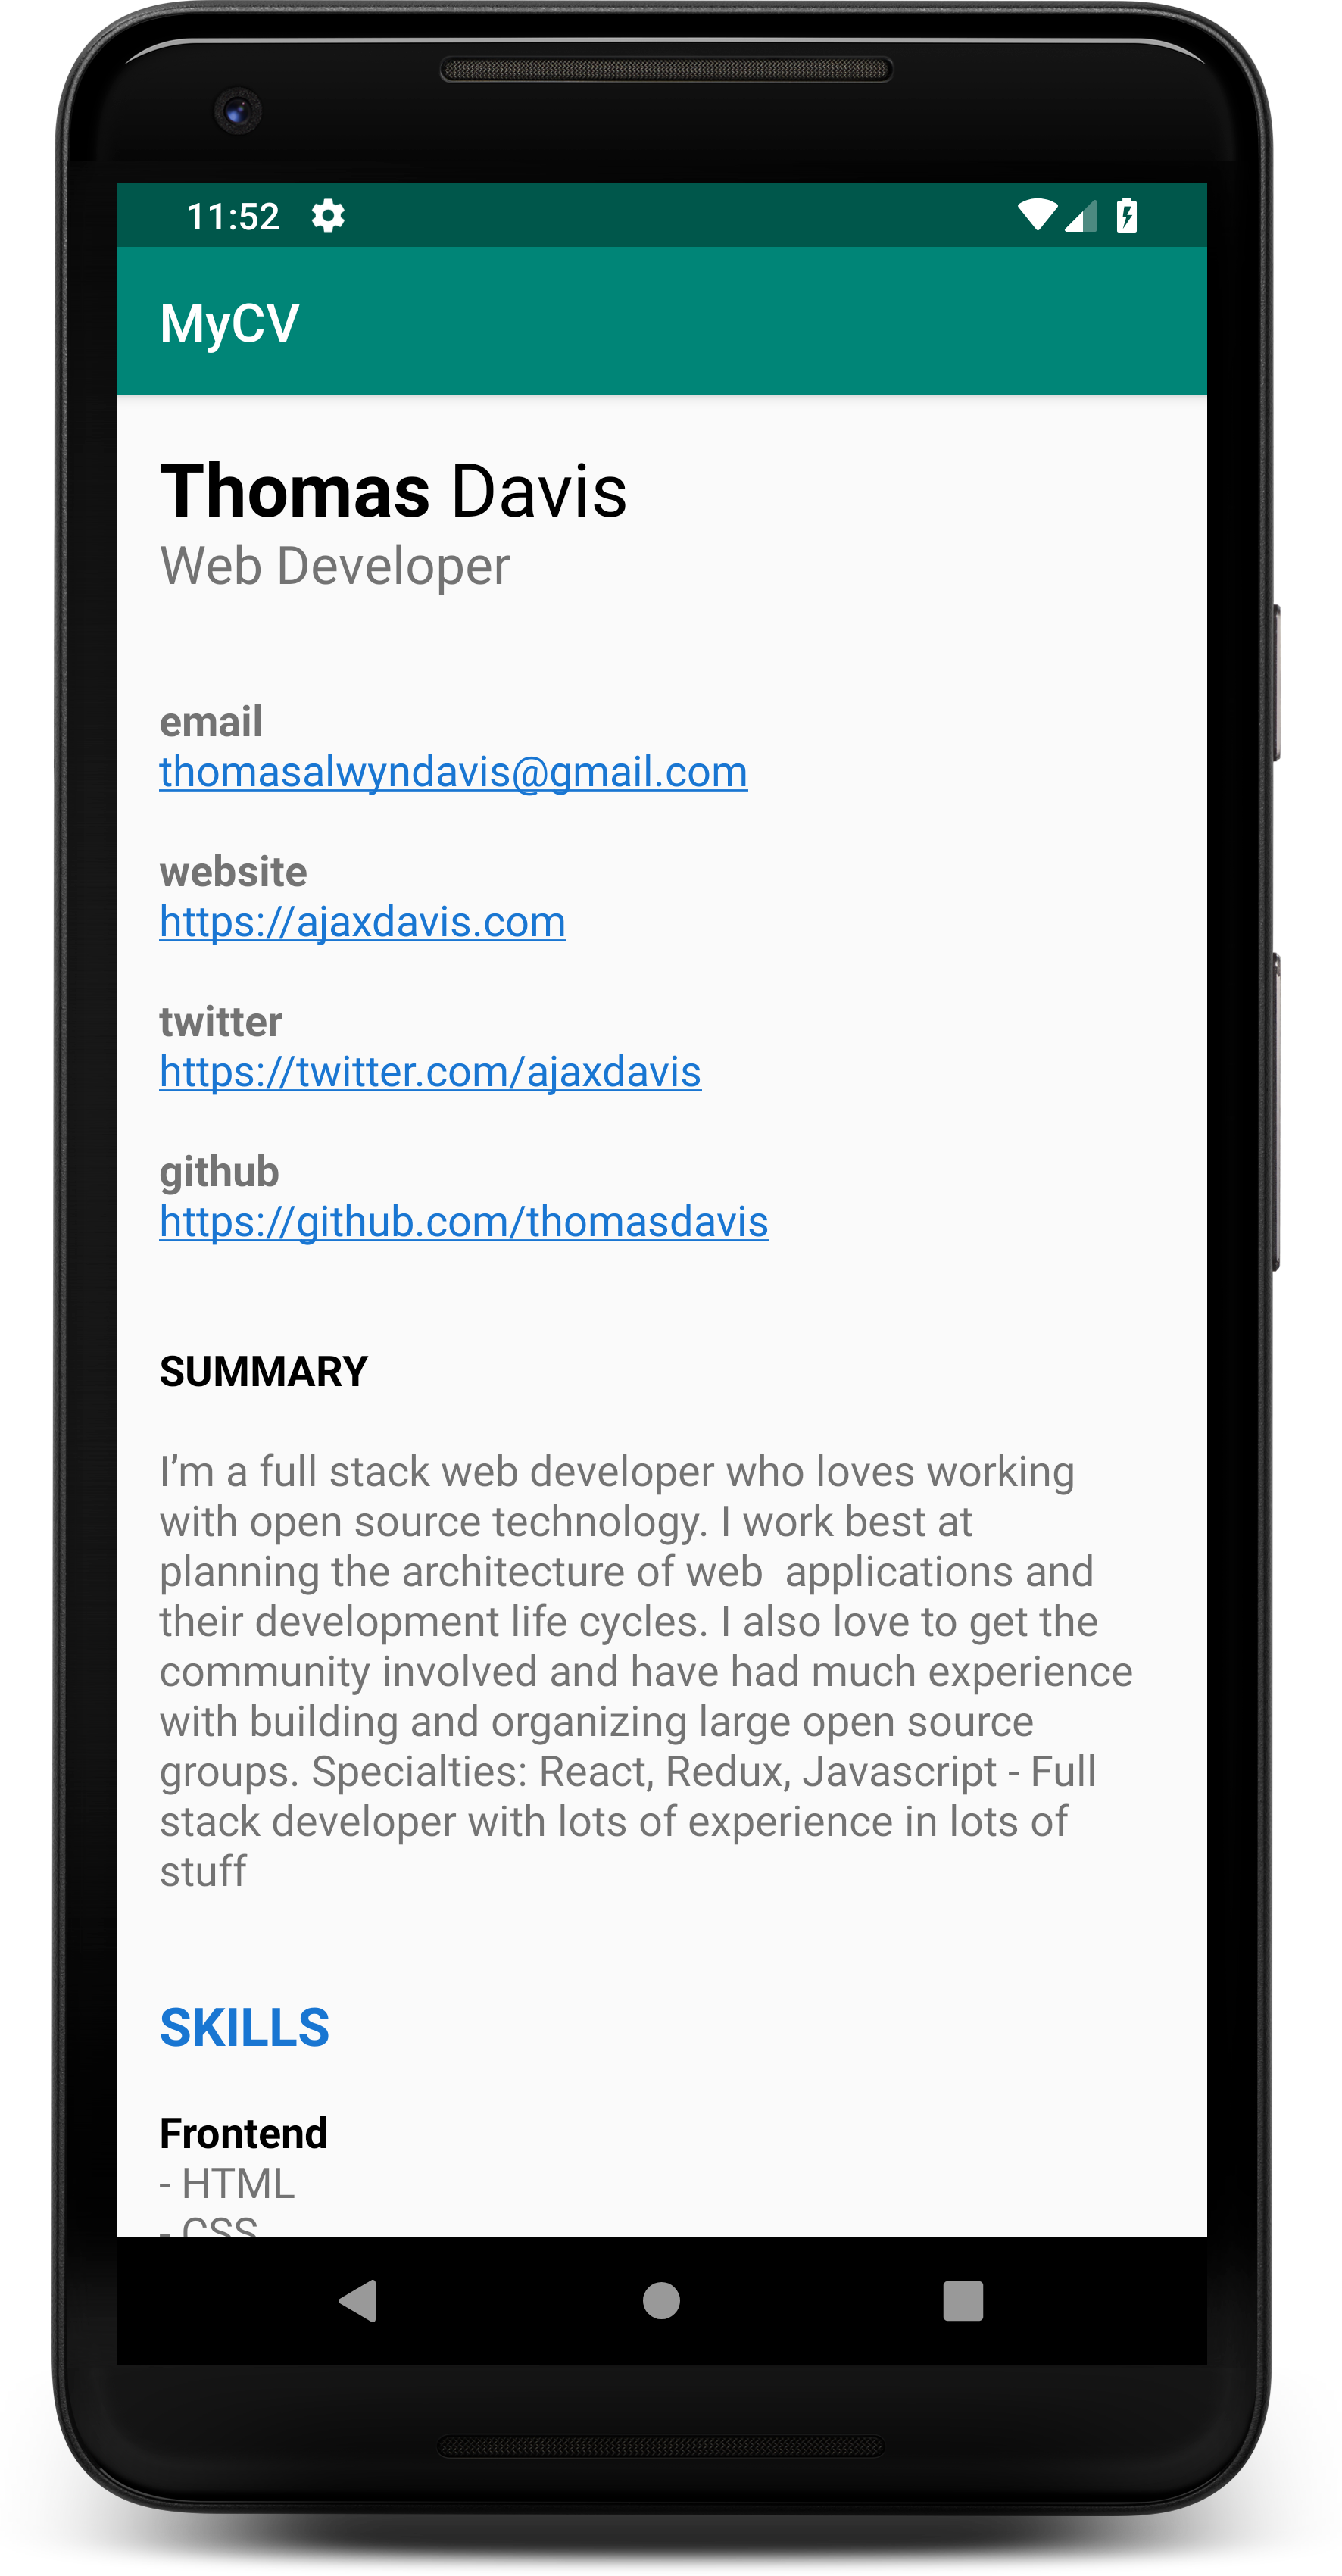 11:52
MyCV
Thomas Davis
Web Developer
email
thomasalwyndavis@gmail.com
website
https://ajaxdavis.com
twitter
https://twitter.com/ajaxdavis
github
https://github.com/thomasdavis
SUMMARY
I’m a full stack web developer who loves working
with open source technology. I work best at
planning the architecture of web  applications and
their development life cycles. I also love to get the
community involved and have had much experience
with building and organizing large open source
groups. Specialties: React, Redux, Javascript - Full
stack developer with lots of experience in lots of
stuff
SKILLS
Frontend
- HTML
- CSS